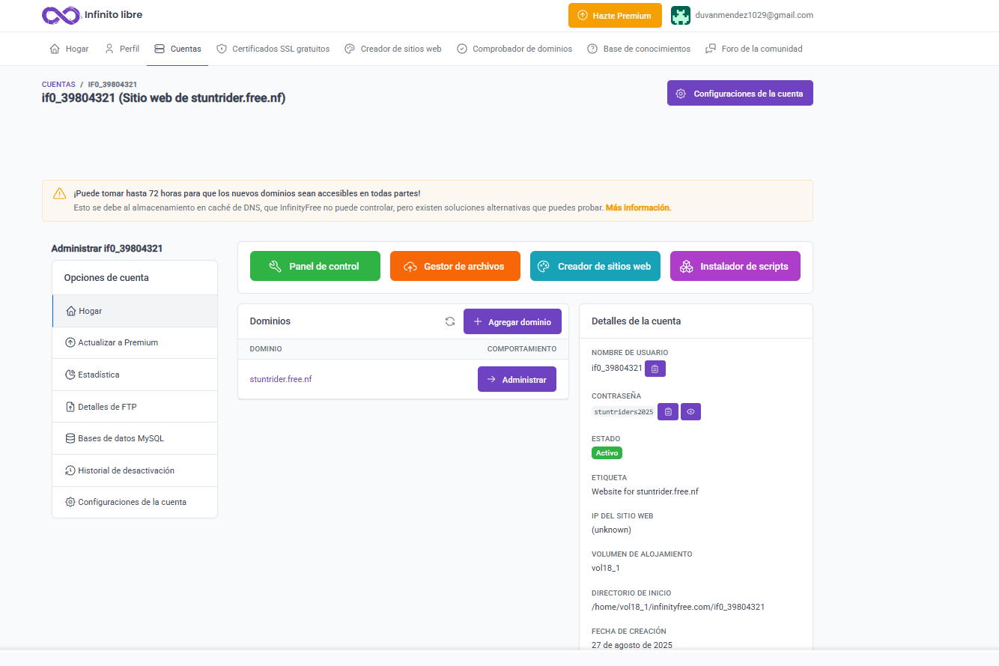 Infinito libre
Hazte Premium
duvanmendez1029@gmail.com
Hogar
Perfil
Cuentas
Certificados SSL gratuitos
Creador de sitios web
Comprobador de dominios
Base de conocimientos
Foro de la comunidad
CUENTAS / IF0_39804321
if0_39804321 (Sitio web de stuntrider.free.nf)
Configuraciones de la cuenta
¡Puede tomar hasta 72 horas para que los nuevos dominios sean accesibles en todas partes!
Esto se debe al almacenamiento en caché de DNS, que InfinityFree no puede controlar, pero existen soluciones alternativas que puedes probar. Más información.
Administrar if0_39804321
Opciones de cuenta
Hogar
Actualizar a Premium
Estadística
Detalles de FTP
Bases de datos MySQL
Historial de desactivación
Configuraciones de la cuenta
Panel de control
Gestor de archivos
Creador de sitios web
Instalador de scripts
Dominios
Agregar dominio
DOMINIO
COMPORTAMIENTO
stuntrider.free.nf
Administrar
Detalles de la cuenta
NOMBRE DE USUARIO
if0_39804321
CONTRASEÑA
stuntriders2025
ESTADO
Activo
ETIQUETA
Website for stuntrider.free.nf
IP DEL SITIO WEB
(unknown)
VOLUMEN DE ALOJAMIENTO
vol18_1
DIRECTORIO DE INICIO
/home/vol18_1/infinityfree.com/if0_39804321
FECHA DE CREACIÓN
27 de agosto de 2025